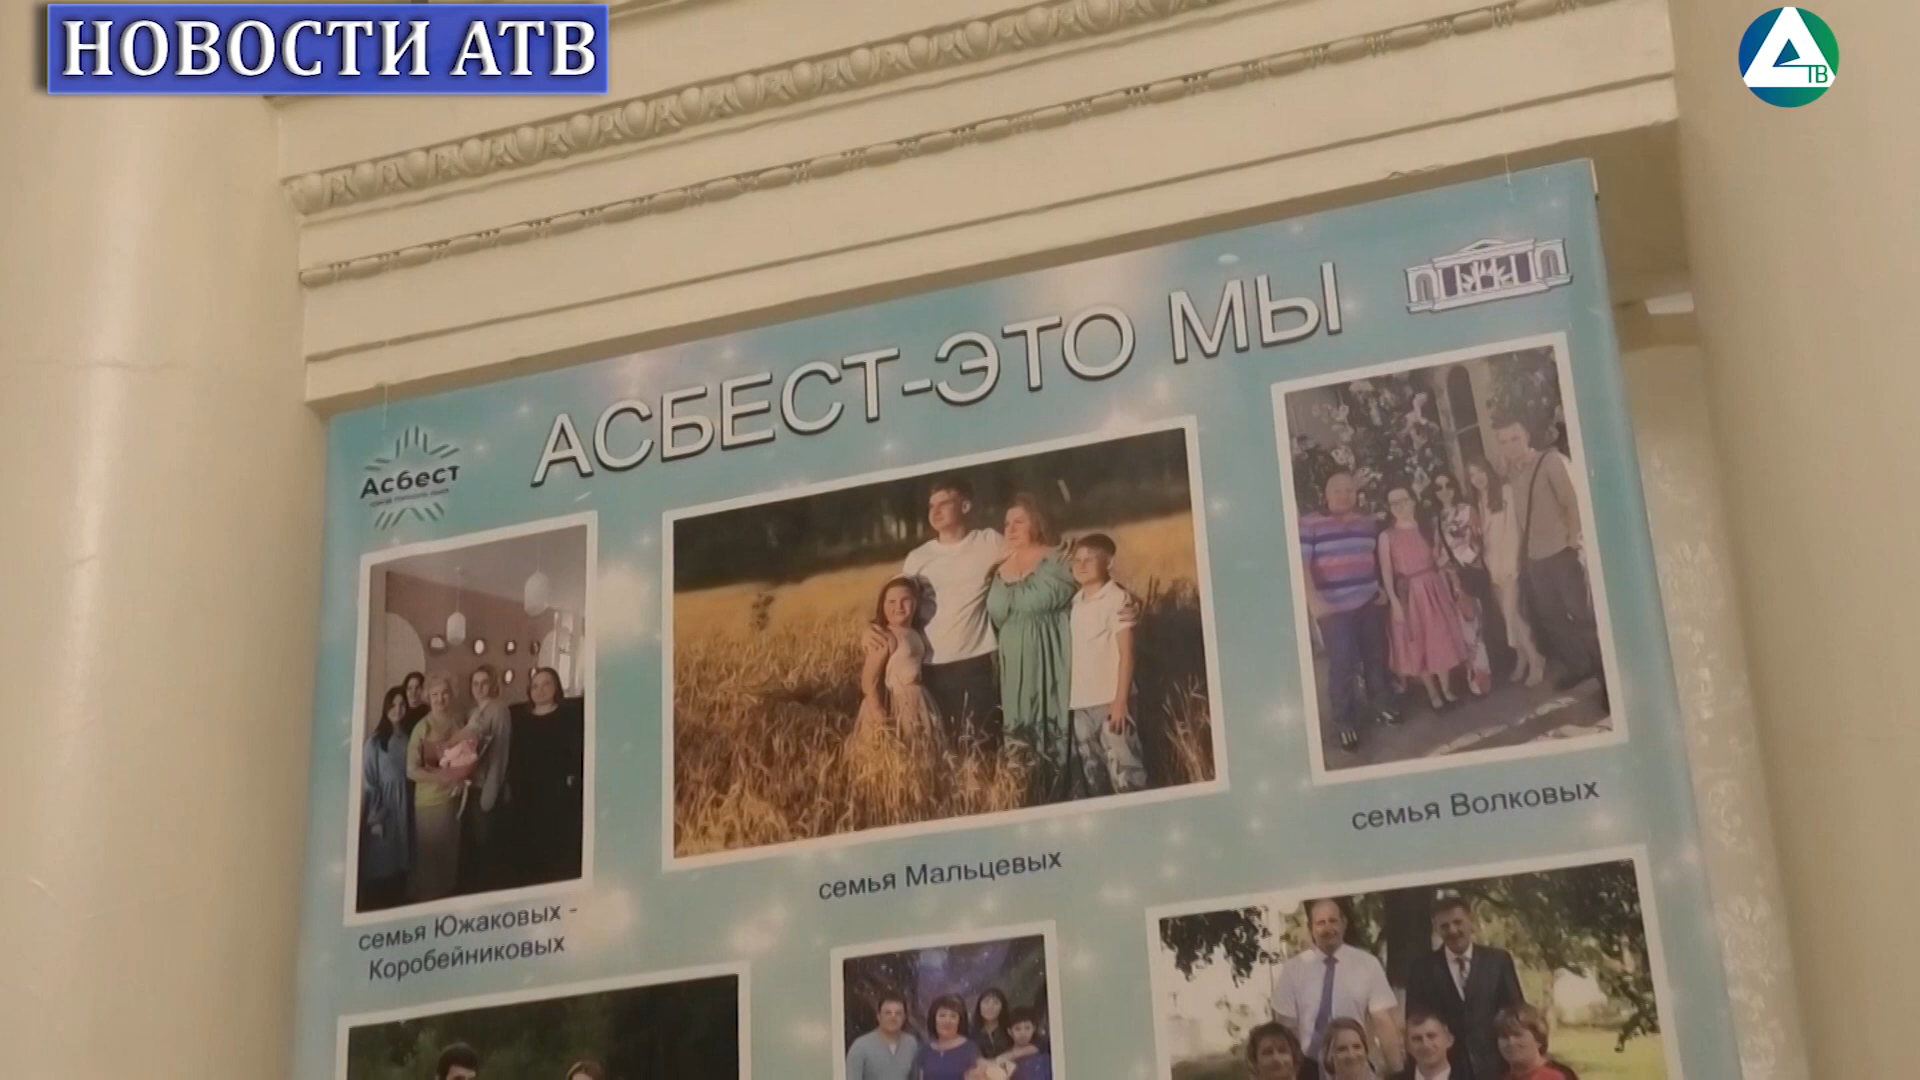 НОВОСТИ АТВ
ТВ
АСБЕСТ-ЭТО МЫ
Асбест
семья Волковых
семья Мальцевых
семья Южаковых -
Коробейниковых